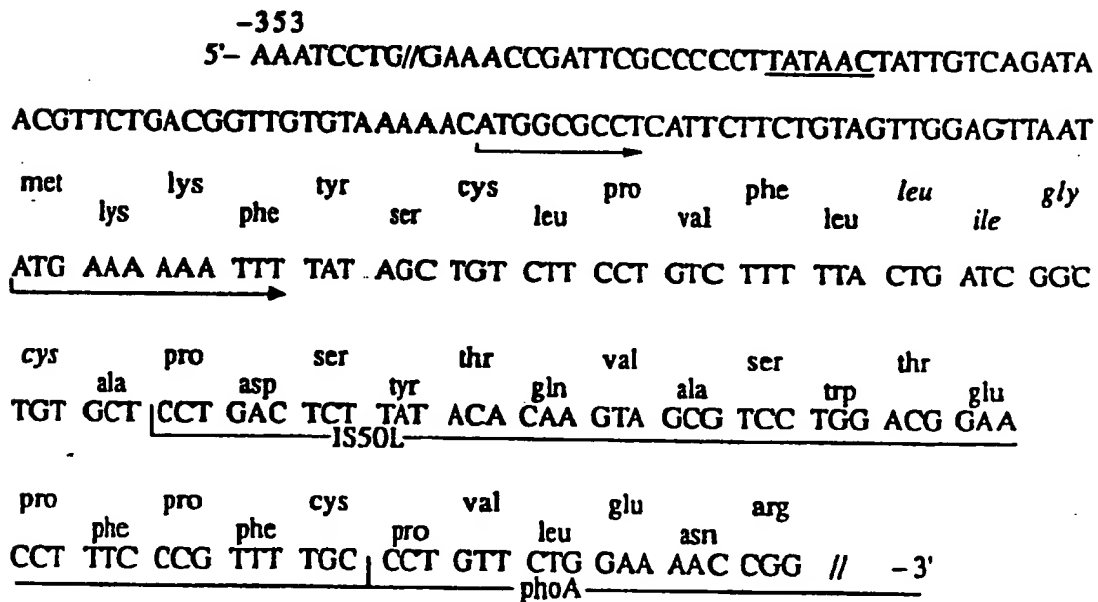 -353
5'- AAATCCTG//GAAACCGATTCGCCCCCTTATAACTATTGTCAGATA
ACGTTCTGACGGTTGTGTAAAAACATGGCGCCTCATTCTTCTGTAGTTGGAGTTAAT
met lys lys phe tyr ser cys leu pro val phe leu leu ile gly
ATG AAA AAA TTT TAT AGC TGT CTT CCT GTC TTT TTA CTG ATC GGC
cys ala pro asp ser tyr thr gln val ala ser trp thr glu
TGT GCT CCT GAC TCT TAT ACA CAA GTA GCG TCC TGG ACG GAA
IS50L
pro phe pro phe cys pro val leu glu asn arg
CCT TTC CCG TTT TGC CCT GTT CTG GAA AAC CGG // -3'
phoA